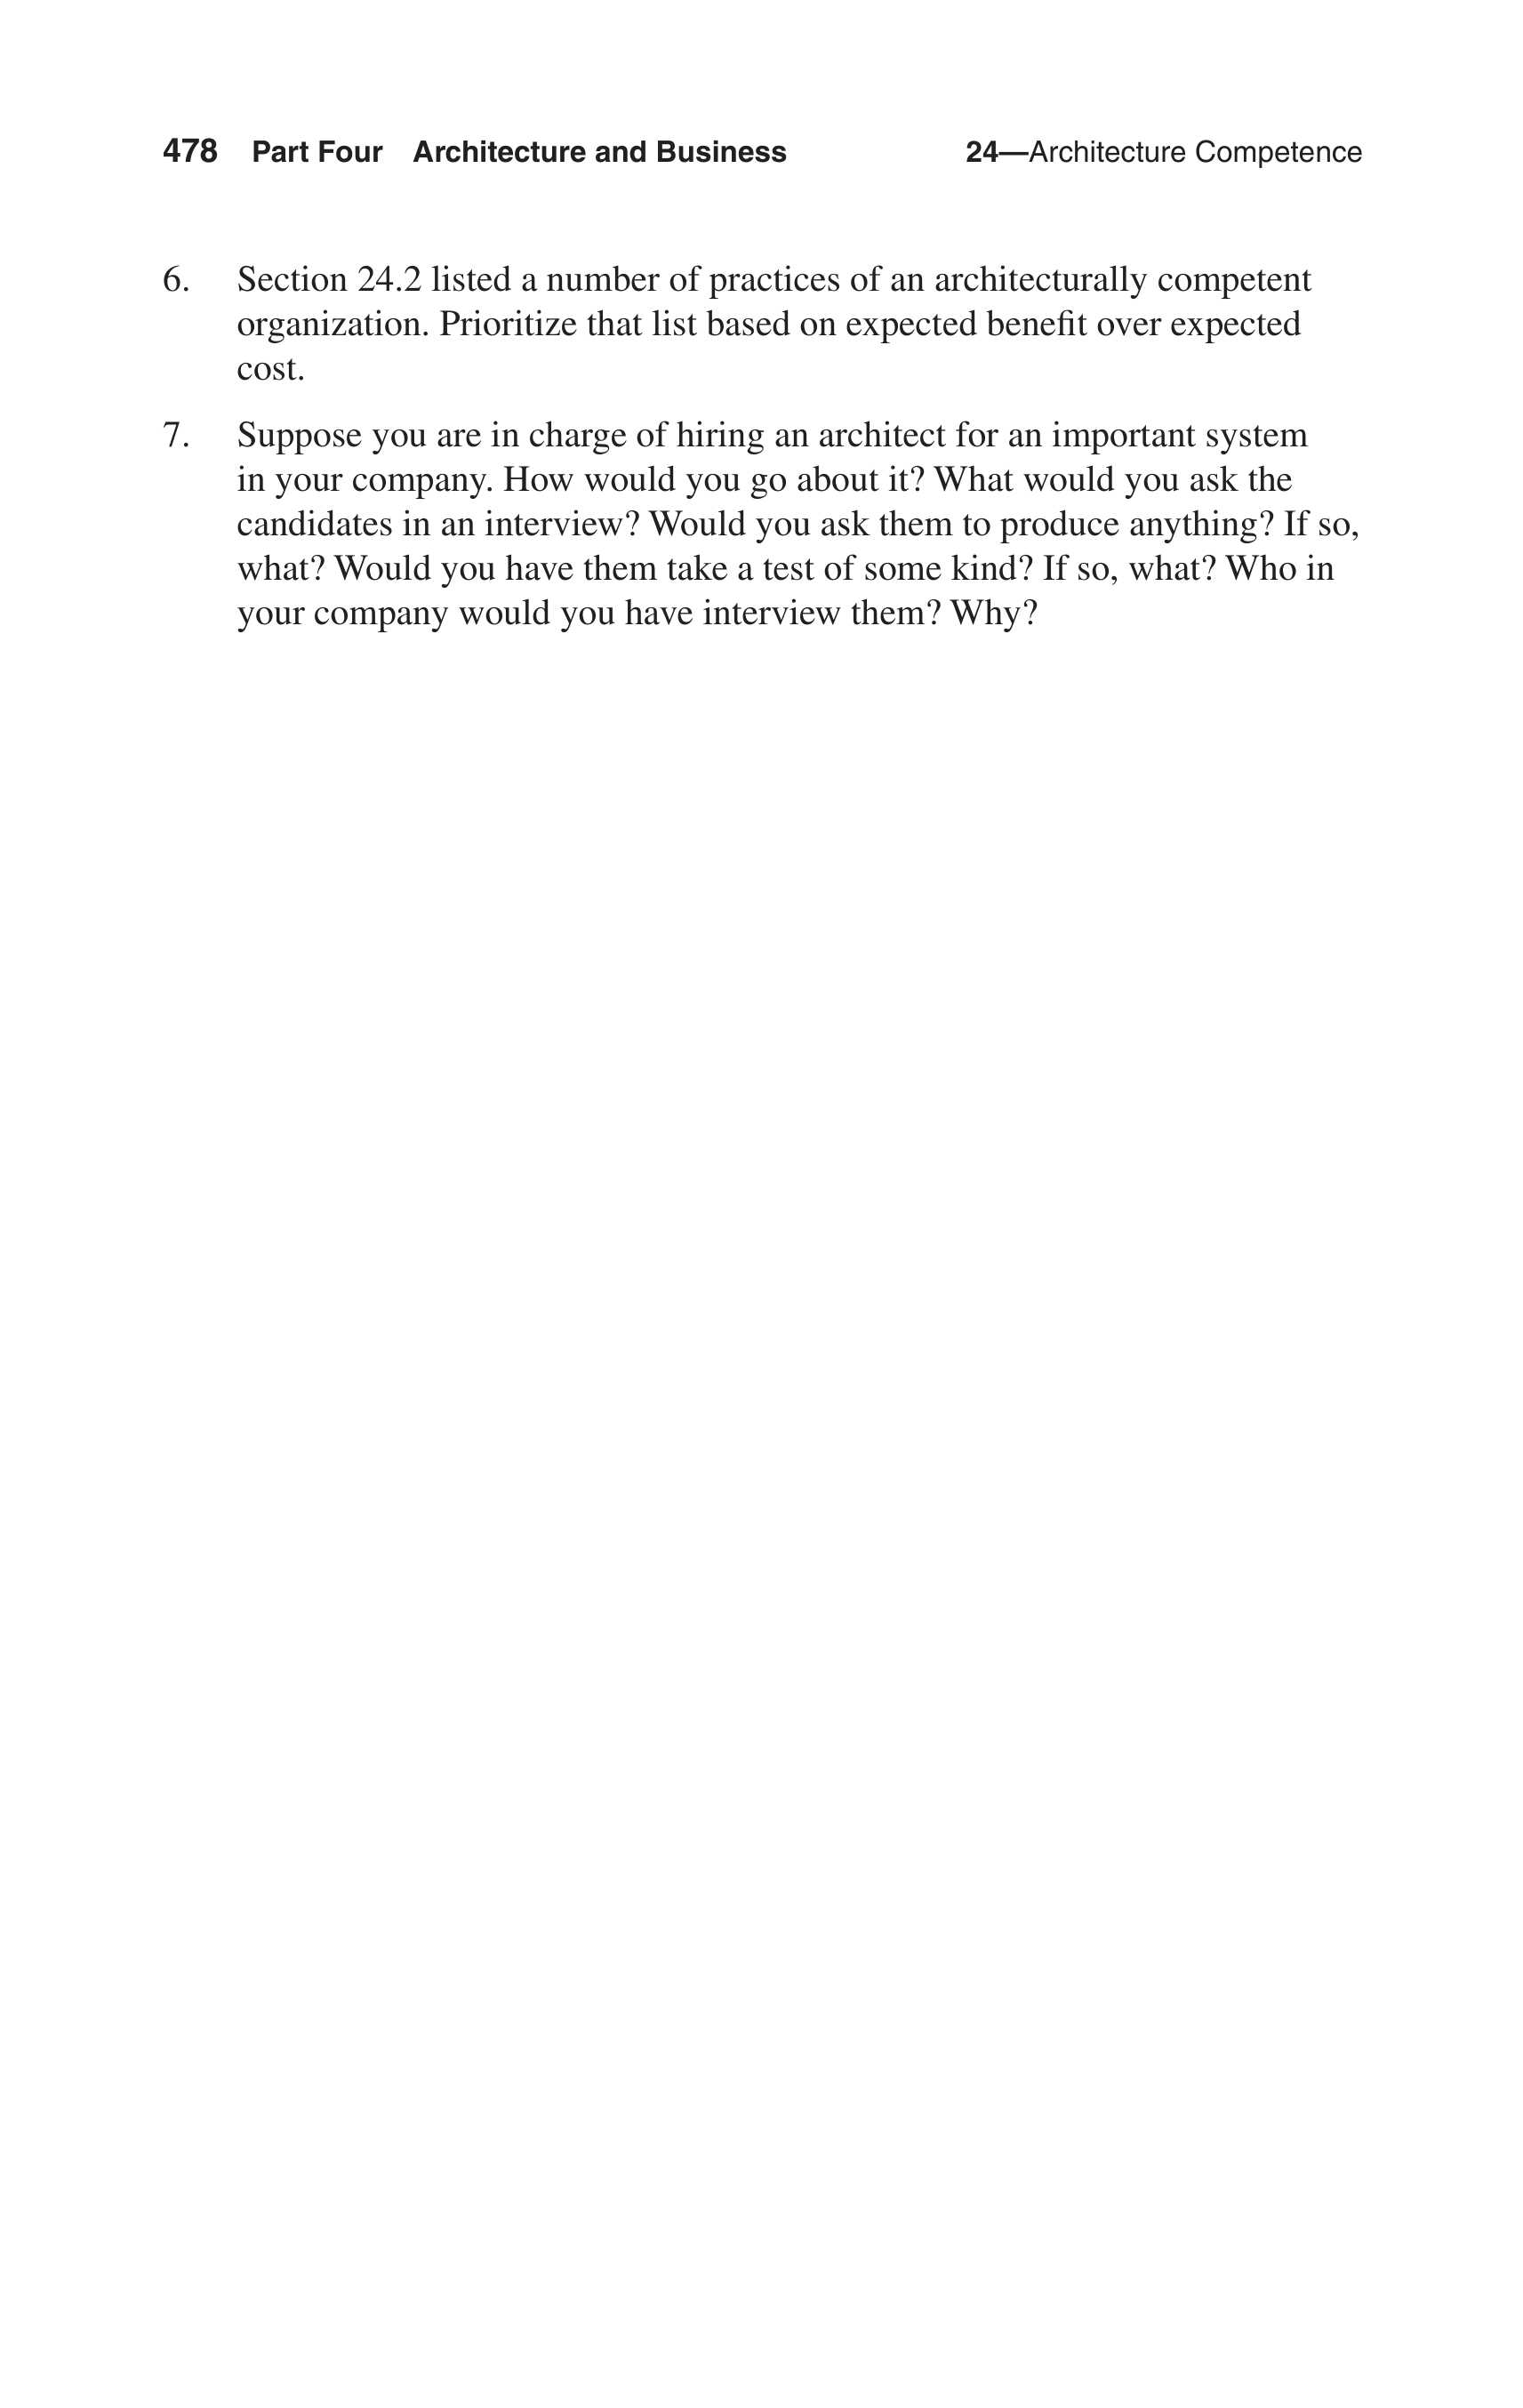 478 Part Four Architecture and Business 24—Architecture Competence
6. Section 24.2 listed a number of practices of an architecturally competent
organization. Prioritize that list based on expected benefit over expected
cost.
7. Suppose you are in charge of hiring an architect for an important system
in your company. How would you go about it? What would you ask the
candidates in an interview? Would you ask them to produce anything? If so,
what? Would you have them take a test of some kind? If so, what? Who in
your company would you have interview them? Why?